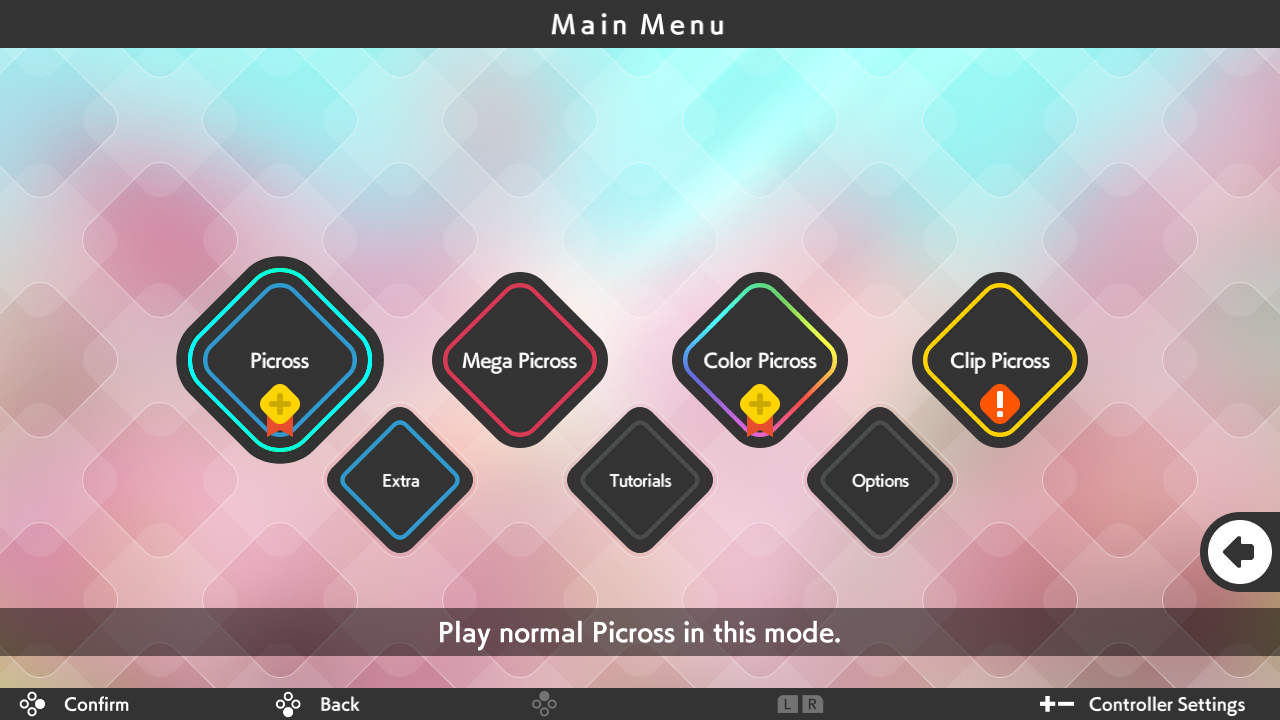 Main Menu
Picross
Mega Picross
Color Picross
Clip Picross
Extra
Tutorials
Options
Play normal Picross in this mode.
Confirm
Back
L R
Controller Settings